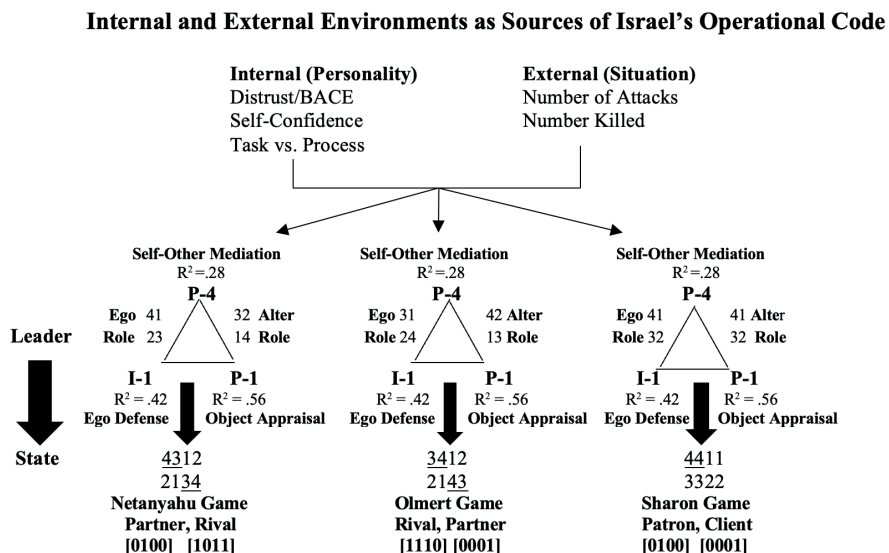 Internal and External Environments as Sources of Israel's Operational Code
Internal (Personality) External (Situation)
Distrust/BACE Number of Attacks
Self-Confidence Number Killed
Task vs. Process
Self-Other Mediation Self-Other Mediation Self-Other Mediation
R²=.28 R²=.28 R²=.28
P-4 P-4 P-4
Ego 41 32 Alter Ego 31 42 Alter Ego 41 41 Alter
Leader Role 23 14 Role Role 24 13 Role Role 32 32 Role
I-1 P-1 I-1 P-1 I-1 P-1
R² = .42 R² = .56 R² = .42 R² = .56 R² = .42 R² = .56
Ego Defense Object Appraisal Ego Defense Object Appraisal Ego Defense Object Appraisal
State 4312 3412 4411
2134 2143 3322
Netanyahu Game Olmert Game Sharon Game
Partner, Rival Rival, Partner Patron, Client
[0100] [1011] [1110] [0001] [0100] [0001]